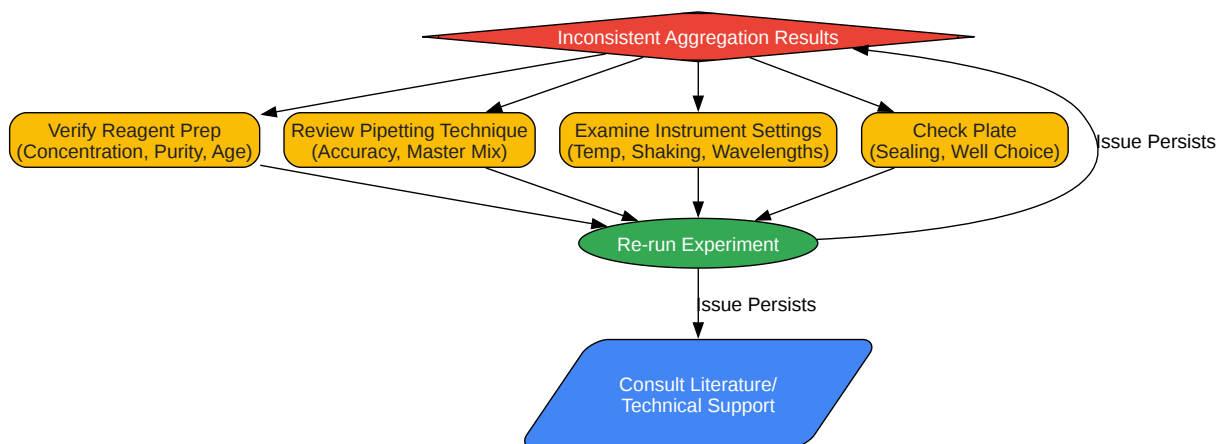 Inconsistent Aggregation Results
Verify Reagent Prep
(Concentration, Purity, Age)
Review Pipetting Technique
(Accuracy, Master Mix)
Examine Instrument Settings
(Temp, Shaking, Wavelengths)
Check Plate
(Sealing, Well Choice)
Issue Persists
Re-run Experiment
Issue Persists
Consult Literature/
Technical Support